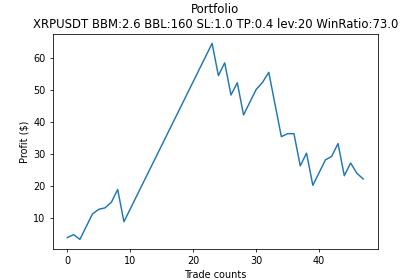 Portfolio
XRPUSDT BBM:2.6 BBL:160 SL:1.0 TP:0.4 lev:20 WinRatio:73.0
Profit ($)
60
50
40
30
20
10
0
10
20
30
40
Trade counts